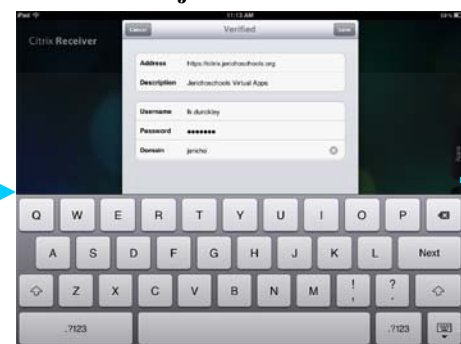 iPad
11:13 AM
Citrix Receiver
Cancel
Verified
Save
Address https://citrix.jerichoschools.org
Description Jerichoschools Virtual Apps
Username
Password •••••••
Domain jericho
Apps
Q W E R T Y U I O P
A S D F G H J K L Next
Z X C V B N M ! , ? .
.?123 .?123